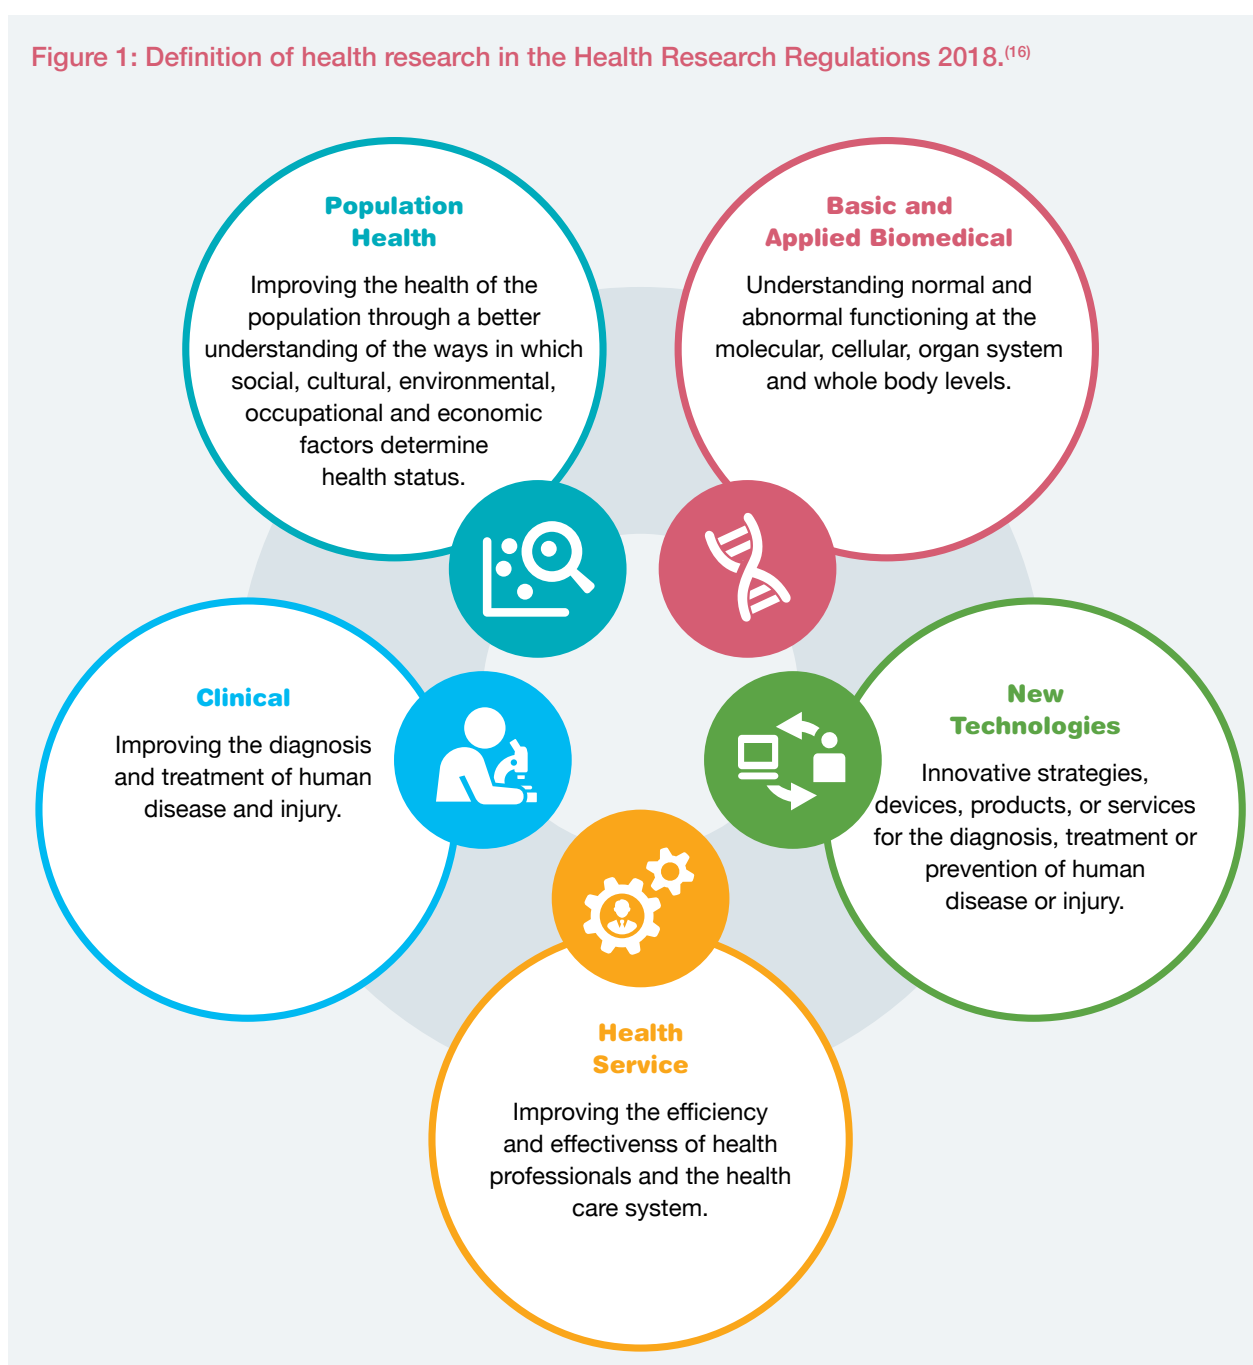 Figure 1: Definition of health research in the Health Research Regulations 2018.(16)
Population
Health
Improving the health of the
population through a better
understanding of the ways in which
social, cultural, environmental,
occupational and economic
factors determine
health status.
Basic and
Applied Biomedical
Understanding normal and
abnormal functioning at the
molecular, cellular, organ system
and whole body levels.
Clinical
Improving the diagnosis
and treatment of human
disease and injury.
New
Technologies
Innovative strategies,
devices, products, or services
for the diagnosis, treatment or
prevention of human
disease or injury.
Health
Service
Improving the efficiency
and effectivenss of health
professionals and the health
care system.